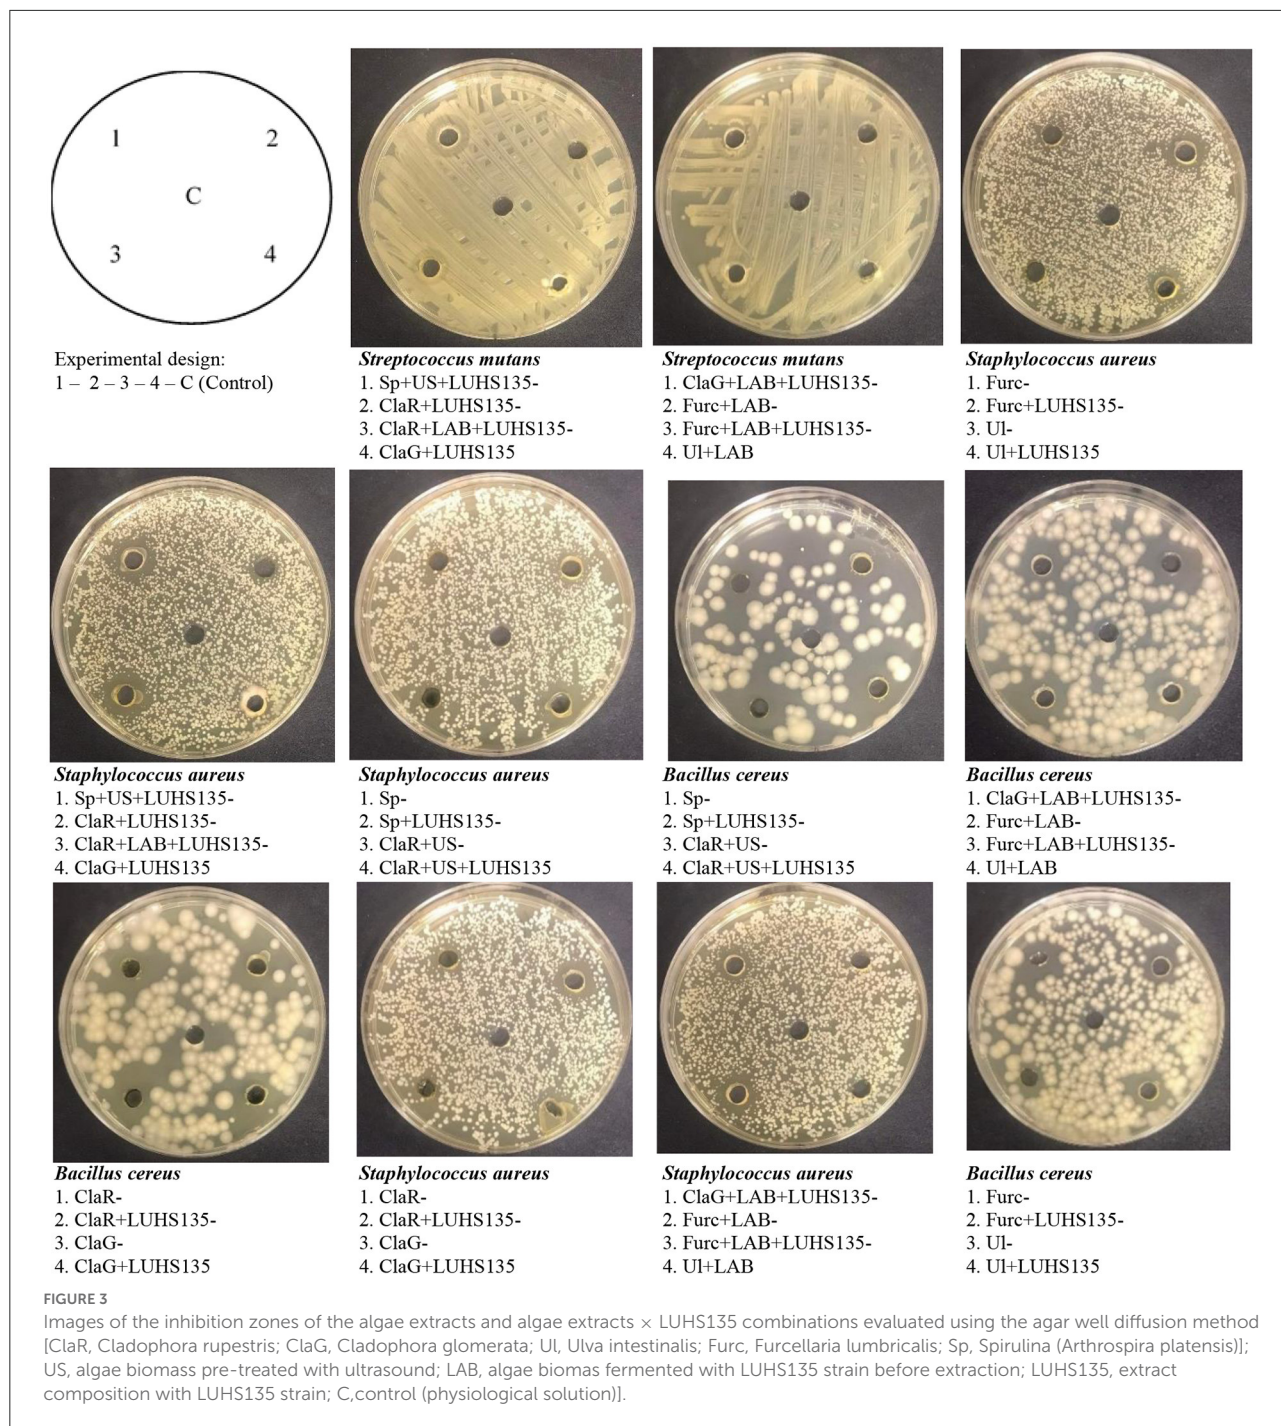 1
2
C
3
4
Experimental design:
1 – 2 – 3 – 4 – C (Control)
Streptococcus mutans
1. Sp+US+LUHS135-
2. ClaR+LUHS135-
3. ClaR+LAB+LUHS135-
4. ClaG+LUHS135
Streptococcus mutans
1. ClaG+LAB+LUHS135-
2. Furc+LAB-
3. Furc+LAB+LUHS135-
4. Ul+LAB
Staphylococcus aureus
1. Furc-
2. Furc+LUHS135-
3. Ul-
4. Ul+LUHS135
Staphylococcus aureus
1. Sp+US+LUHS135-
2. ClaR+LUHS135-
3. ClaR+LAB+LUHS135-
4. ClaG+LUHS135
Staphylococcus aureus
1. Sp-
2. Sp+LUHS135-
3. ClaR+US-
4. ClaR+US+LUHS135
Bacillus cereus
1. Sp-
2. Sp+LUHS135-
3. ClaR+US-
4. ClaR+US+LUHS135
Bacillus cereus
1. ClaG+LAB+LUHS135-
2. Furc+LAB-
3. Furc+LAB+LUHS135-
4. Ul+LAB
Bacillus cereus
1. ClaR-
2. ClaR+LUHS135-
3. ClaG-
4. ClaG+LUHS135
Staphylococcus aureus
1. ClaR-
2. ClaR+LUHS135-
3. ClaG-
4. ClaG+LUHS135
Staphylococcus aureus
1. ClaG+LAB+LUHS135-
2. Furc+LAB-
3. Furc+LAB+LUHS135-
4. Ul+LAB
Bacillus cereus
1. Furc-
2. Furc+LUHS135-
3. Ul-
4. Ul+LUHS135
FIGURE 3
Images of the inhibition zones of the algae extracts and algae extracts × LUHS135 combinations evaluated using the agar well diffusion method
[ClaR, Cladophora rupestris; ClaG, Cladophora glomerata; Ul, Ulva intestinalis; Furc, Furcellaria lumbricalis; Sp, Spirulina (Arthrospira platensis)];
US, algae biomass pre-treated with ultrasound; LAB, algae biomas fermented with LUHS135 strain before extraction; LUHS135, extract
composition with LUHS135 strain; C,control (physiological solution)].